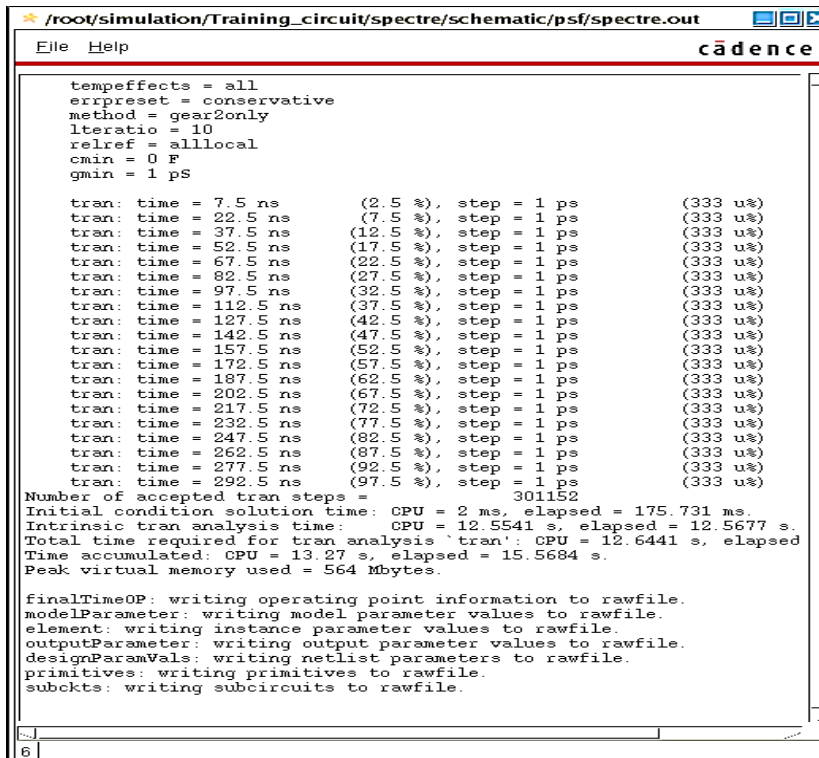 /root/simulation/Training_circuit/spectre/schematic/psf/spectre.out
File Help cādence
tempeffects = all
errpreset = conservative
method = gear2only
lteratio = 10
relref = alllocal
cmin = 0 F
gmin = 1 pS
tran: time = 7.5 ns (2.5 %), step = 1 ps (333 u%)
tran: time = 22.5 ns (7.5 %), step = 1 ps (333 u%)
tran: time = 37.5 ns (12.5 %), step = 1 ps (333 u%)
tran: time = 52.5 ns (17.5 %), step = 1 ps (333 u%)
tran: time = 67.5 ns (22.5 %), step = 1 ps (333 u%)
tran: time = 82.5 ns (27.5 %), step = 1 ps (333 u%)
tran: time = 97.5 ns (32.5 %), step = 1 ps (333 u%)
tran: time = 112.5 ns (37.5 %), step = 1 ps (333 u%)
tran: time = 127.5 ns (42.5 %), step = 1 ps (333 u%)
tran: time = 142.5 ns (47.5 %), step = 1 ps (333 u%)
tran: time = 157.5 ns (52.5 %), step = 1 ps (333 u%)
tran: time = 172.5 ns (57.5 %), step = 1 ps (333 u%)
tran: time = 187.5 ns (62.5 %), step = 1 ps (333 u%)
tran: time = 202.5 ns (67.5 %), step = 1 ps (333 u%)
tran: time = 217.5 ns (72.5 %), step = 1 ps (333 u%)
tran: time = 232.5 ns (77.5 %), step = 1 ps (333 u%)
tran: time = 247.5 ns (82.5 %), step = 1 ps (333 u%)
tran: time = 262.5 ns (87.5 %), step = 1 ps (333 u%)
tran: time = 277.5 ns (92.5 %), step = 1 ps (333 u%)
tran: time = 292.5 ns (97.5 %), step = 1 ps (333 u%)
Number of accepted tran steps = 301152
Initial condition solution time: CPU = 2 ms, elapsed = 175.731 ms.
Intrinsic tran analysis time: CPU = 12.5541 s, elapsed = 12.5677 s.
Total time required for tran analysis `tran': CPU = 12.6441 s, elapsed
Time accumulated: CPU = 13.27 s, elapsed = 15.5684 s.
Peak virtual memory used = 564 Mbytes.
finalTimeOP: writing operating point information to rawfile.
modelParameter: writing model parameter values to rawfile.
element: writing instance parameter values to rawfile.
outputParameter: writing output parameter values to rawfile.
designParamVals: writing netlist parameters to rawfile.
primitives: writing primitives to rawfile.
subckts: writing subcircuits to rawfile.
6